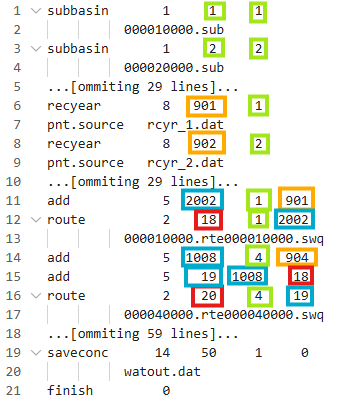 1 subbasin 1 1 1
2 000010000.sub
3 subbasin 1 2 2
4 000020000.sub
5 ...[ommiting 29 lines]...
6 recyear 8 901 1
7 pnt.source rcyr_1.dat
8 recyear 8 902 2
9 pnt.source rcyr_2.dat
10 ...[ommiting 29 lines]...
11 add 5 2002 1 901
12 route 2 18 1 2002
13 000010000.rte000010000.swq
14 add 5 1008 4 904
15 add 5 19 1008 18
16 route 2 20 4 19
17 000040000.rte000040000.swq
18 ...[ommiting 59 lines]...
19 saveconc 14 50 1 0
20 watout.dat
21 finish 0